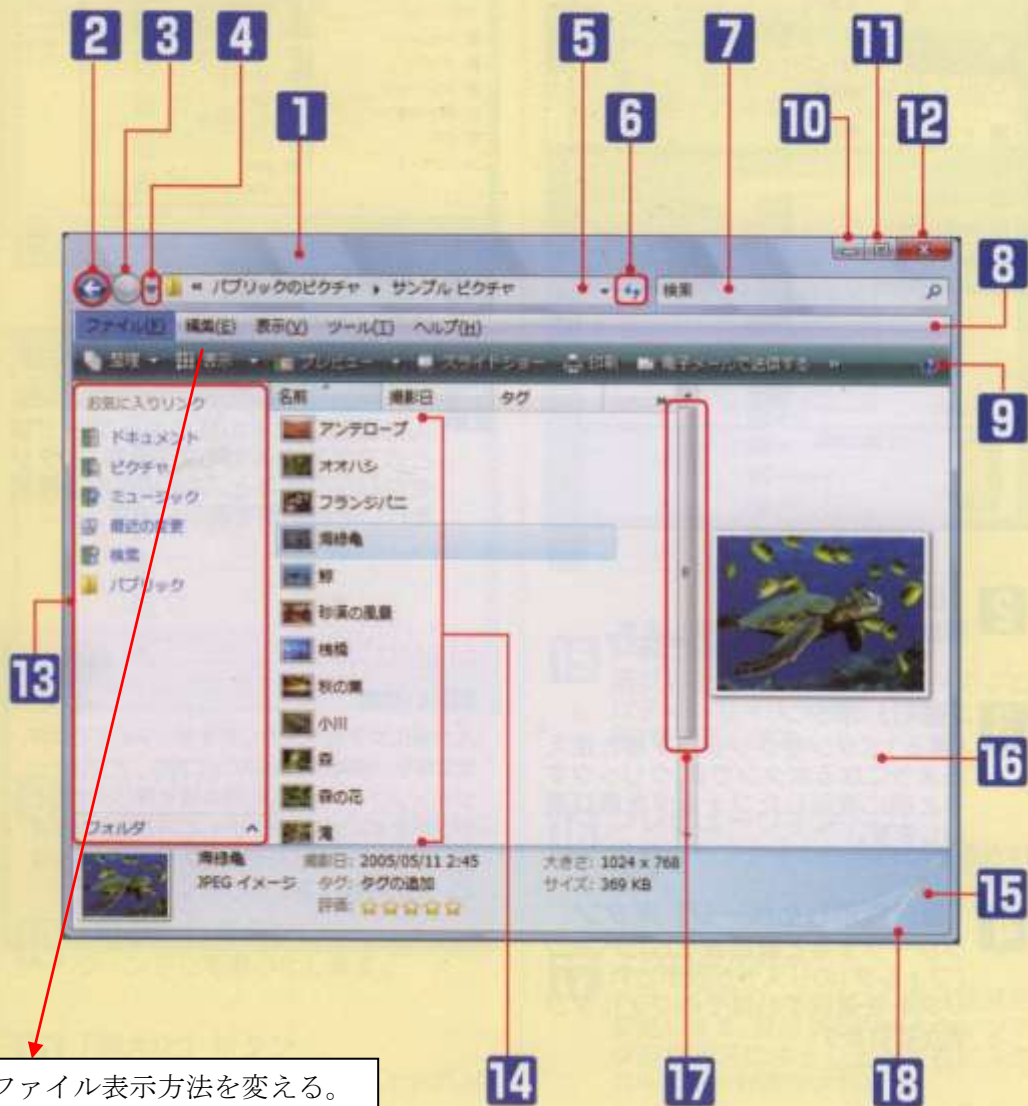 2 3 4 5 7 11
1 6 10 12
8
« パブリックのピクチャ ▸ サンプル ピクチャ 検索
ファイル(F) 編集(E) 表示(V) ツール(T) ヘルプ(H)
整理 表示 プレビュー スライドショー 印刷 電子メールで送信する »
9
お気に入りリンク
ドキュメント
ピクチャ
ミュージック
最近の変更
検索
パブリック
フォルダ
13
名前 撮影日 タグ »
アンテロープ
オオハシ
フランジパニ
海緑亀
鯨
砂漠の風景
桟橋
秋の葉
小川
森
森の花
滝
16
海緑亀 撮影日: 2005/05/11 2:45 大きさ: 1024 x 768
JPEG イメージ タグ: タグの追加 サイズ: 369 KB
評価: ☆☆☆☆☆
15
ファイル表示方法を変える。
14 17 18